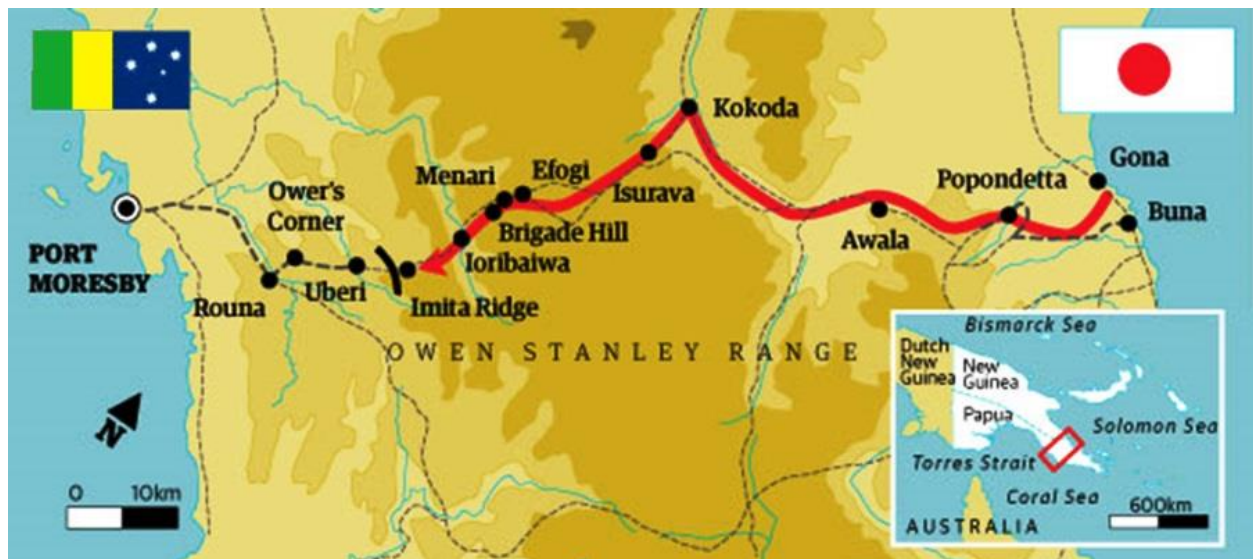 Kokoda
Gona
Efogi
Menari
Popondetta
Isurava
Ower's
Corner
Buna
Brigade Hill
Awala
PORT
MORESBY
Ioribaiwa
Uberi
Rouna
Imita Ridge
OWEN STANLEY RANGE
N
0 10km
Bismarck Sea
Dutch
New
Guinea
New
Guinea
Papua
Solomon Sea
Torres Strait
Coral Sea
600km
AUSTRALIA